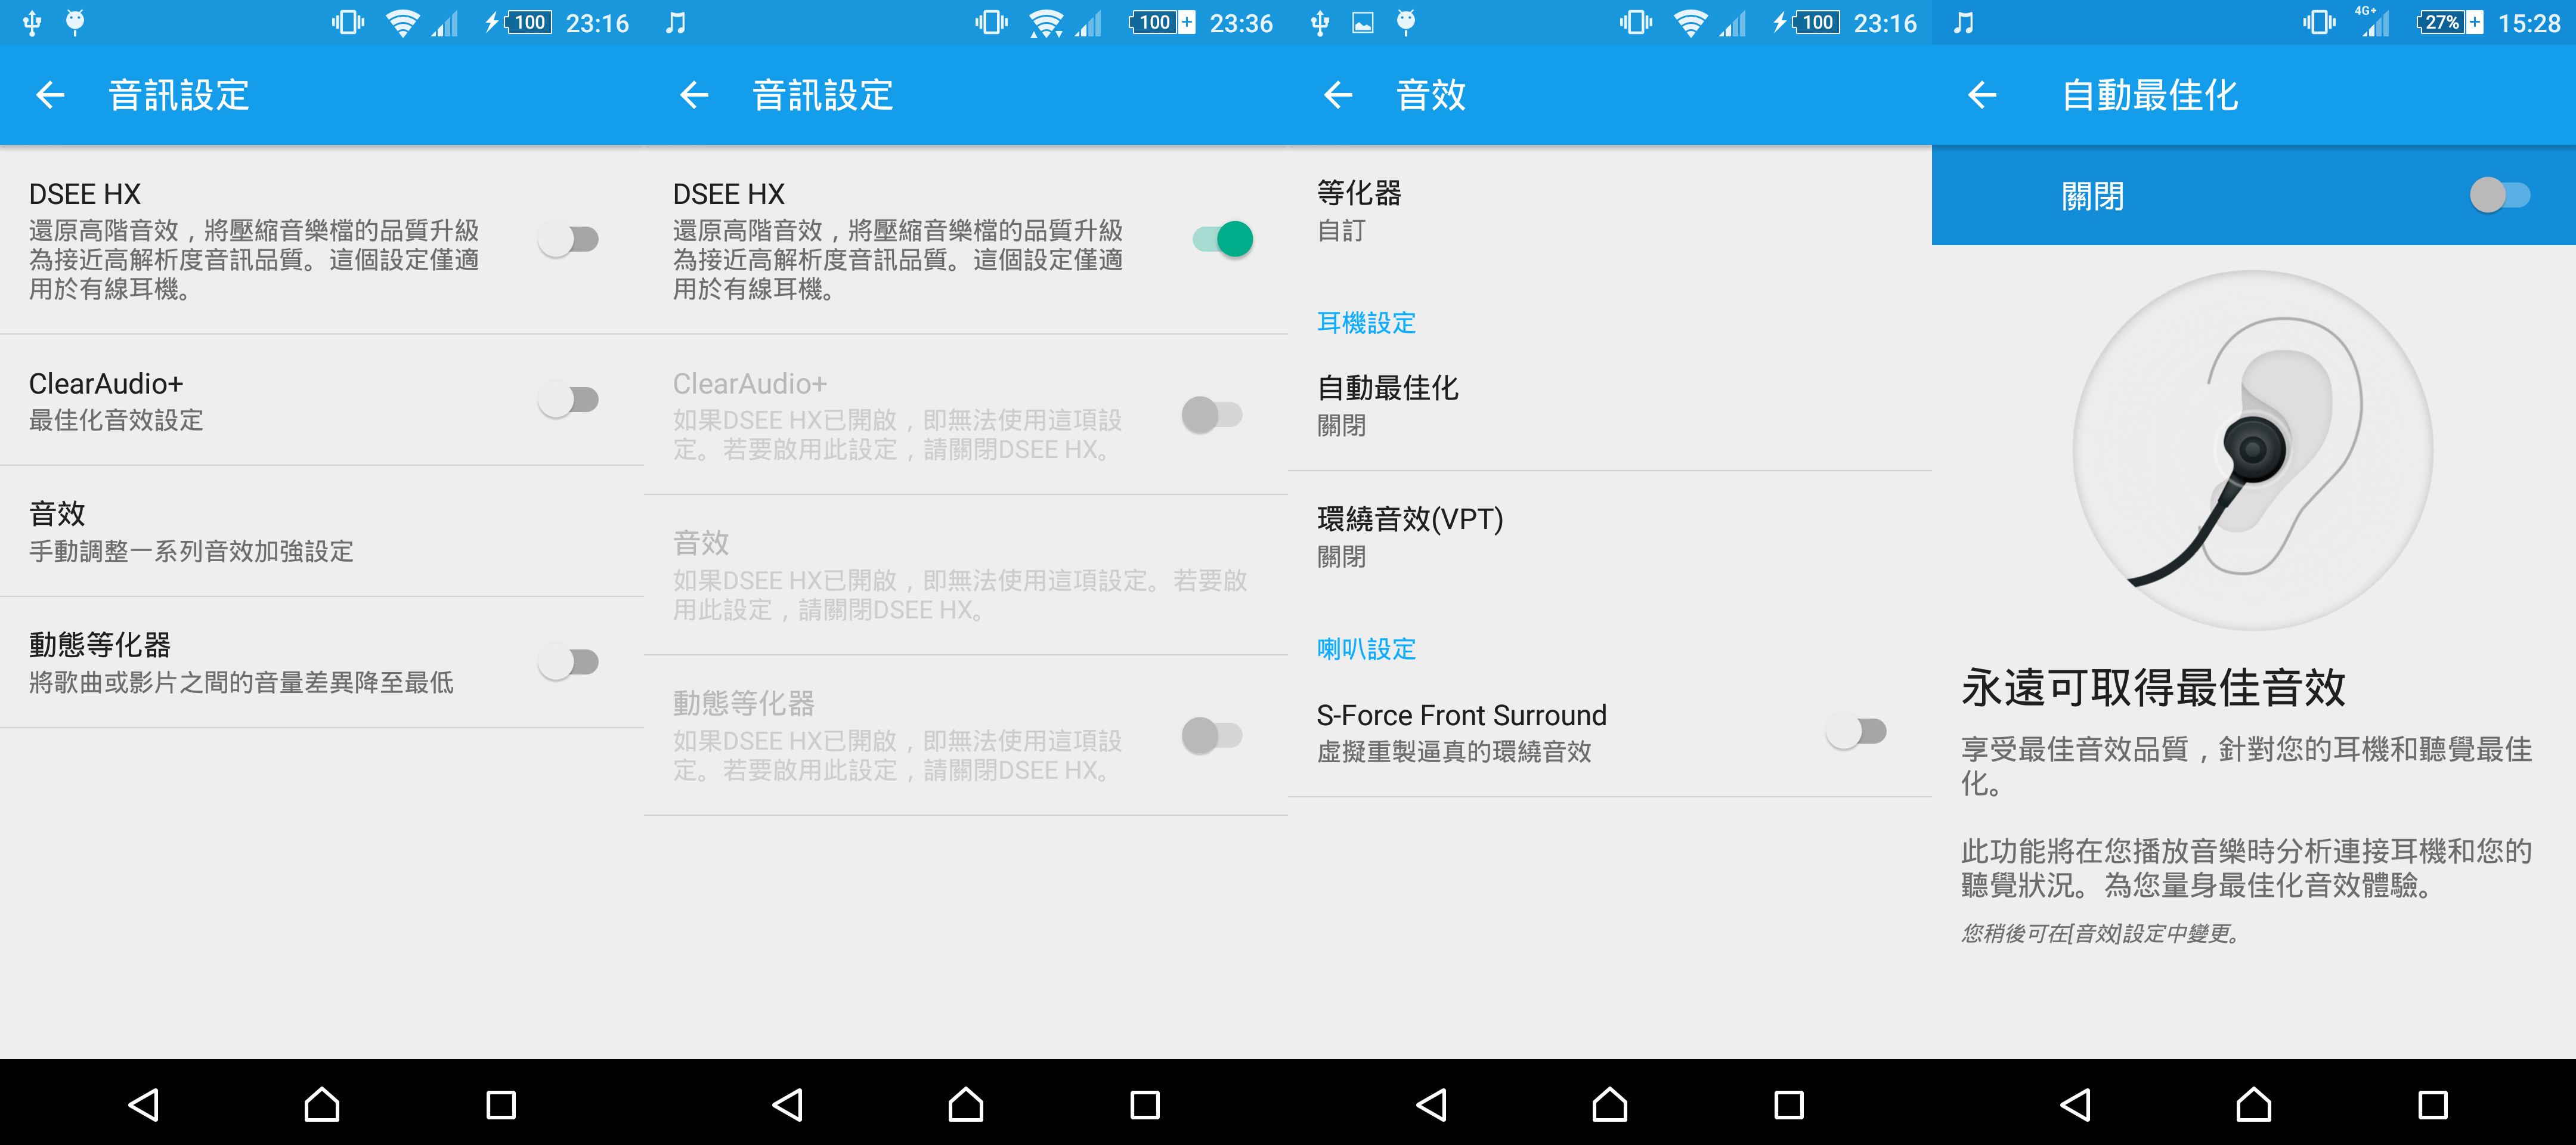 100 23:16
音訊設定
DSEE HX
還原高階音效，將壓縮音樂檔的品質升級
為接近高解析度音訊品質。這個設定僅適
用於有線耳機。
ClearAudio+
最佳化音效設定
音效
手動調整一系列音效加強設定
動態等化器
將歌曲或影片之間的音量差異降至最低
100 23:36
音訊設定
DSEE HX
還原高階音效，將壓縮音樂檔的品質升級
為接近高解析度音訊品質。這個設定僅適
用於有線耳機。
ClearAudio+
如果DSEE HX已開啟，即無法使用這項設
定。若要啟用此設定，請關閉DSEE HX。
音效
如果DSEE HX已開啟，即無法使用這項設定。若要啟
用此設定，請關閉DSEE HX。
動態等化器
如果DSEE HX已開啟，即無法使用這項設
定。若要啟用此設定，請關閉DSEE HX。
100 23:16
音效
等化器
自訂
耳機設定
自動最佳化
關閉
環繞音效(VPT)
關閉
喇叭設定
S-Force Front Surround
虛擬重製逼真的環繞音效
4G+ 27% 15:28
自動最佳化
關閉
永遠可取得最佳音效
享受最佳音效品質，針對您的耳機和聽覺最佳
化。
此功能將在您播放音樂時分析連接耳機和您的
聽覺狀況。為您量身最佳化音效體驗。
您稍後可在[音效]設定中變更。